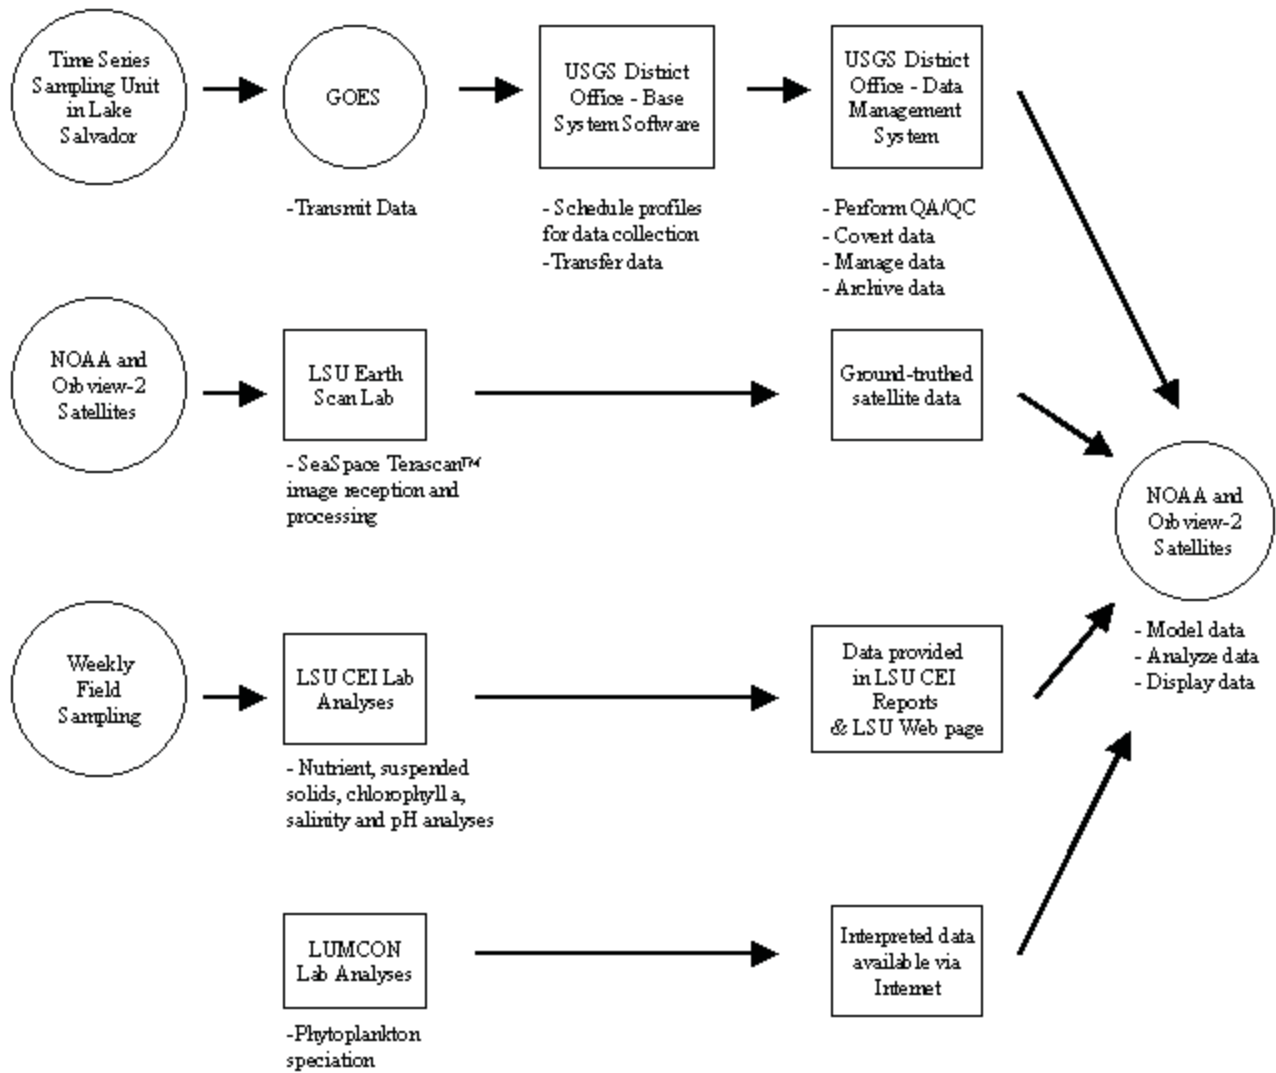 Time Series
Sampling Unit
in Lake
Salvador
GOES
-Transmit Data
USGS District
Office - Base
System Software
- Schedule profiles
for data collection
-Transfer data
USGS District
Office - Data
Management
System
- Perform QA/QC
- Covert data
- Manage data
- Archive data
NOAA and
Orbview-2
Satellites
LSU Earth
Scan Lab
- SeaSpace Terascan™
image reception and
processing
Ground-truthed
satellite data
NOAA and
Orbview-2
Satellites
- Model data
- Analyze data
- Display data
Weekly
Field
Sampling
LSU CEI Lab
Analyses
- Nutrient, suspended
solids, chlorophyll a,
salinity and pH analyses
Data provided
in LSU CEI
Reports
& LSU Web page
LUMCON
Lab Analyses
-Phytoplankton
speciation
Interpreted data
available via
Internet